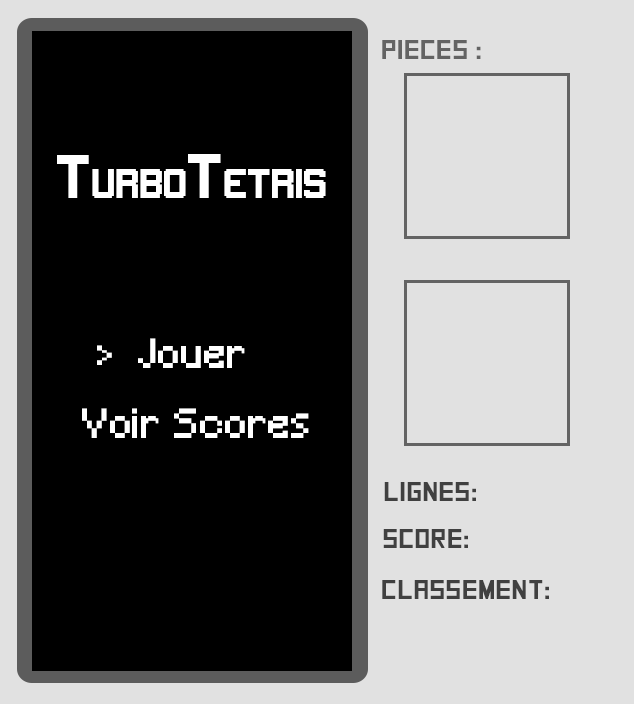 TurboTetris
> Jouer
Voir Scores
PIECES :
LIGNES:
SCORE:
CLASSEMENT: